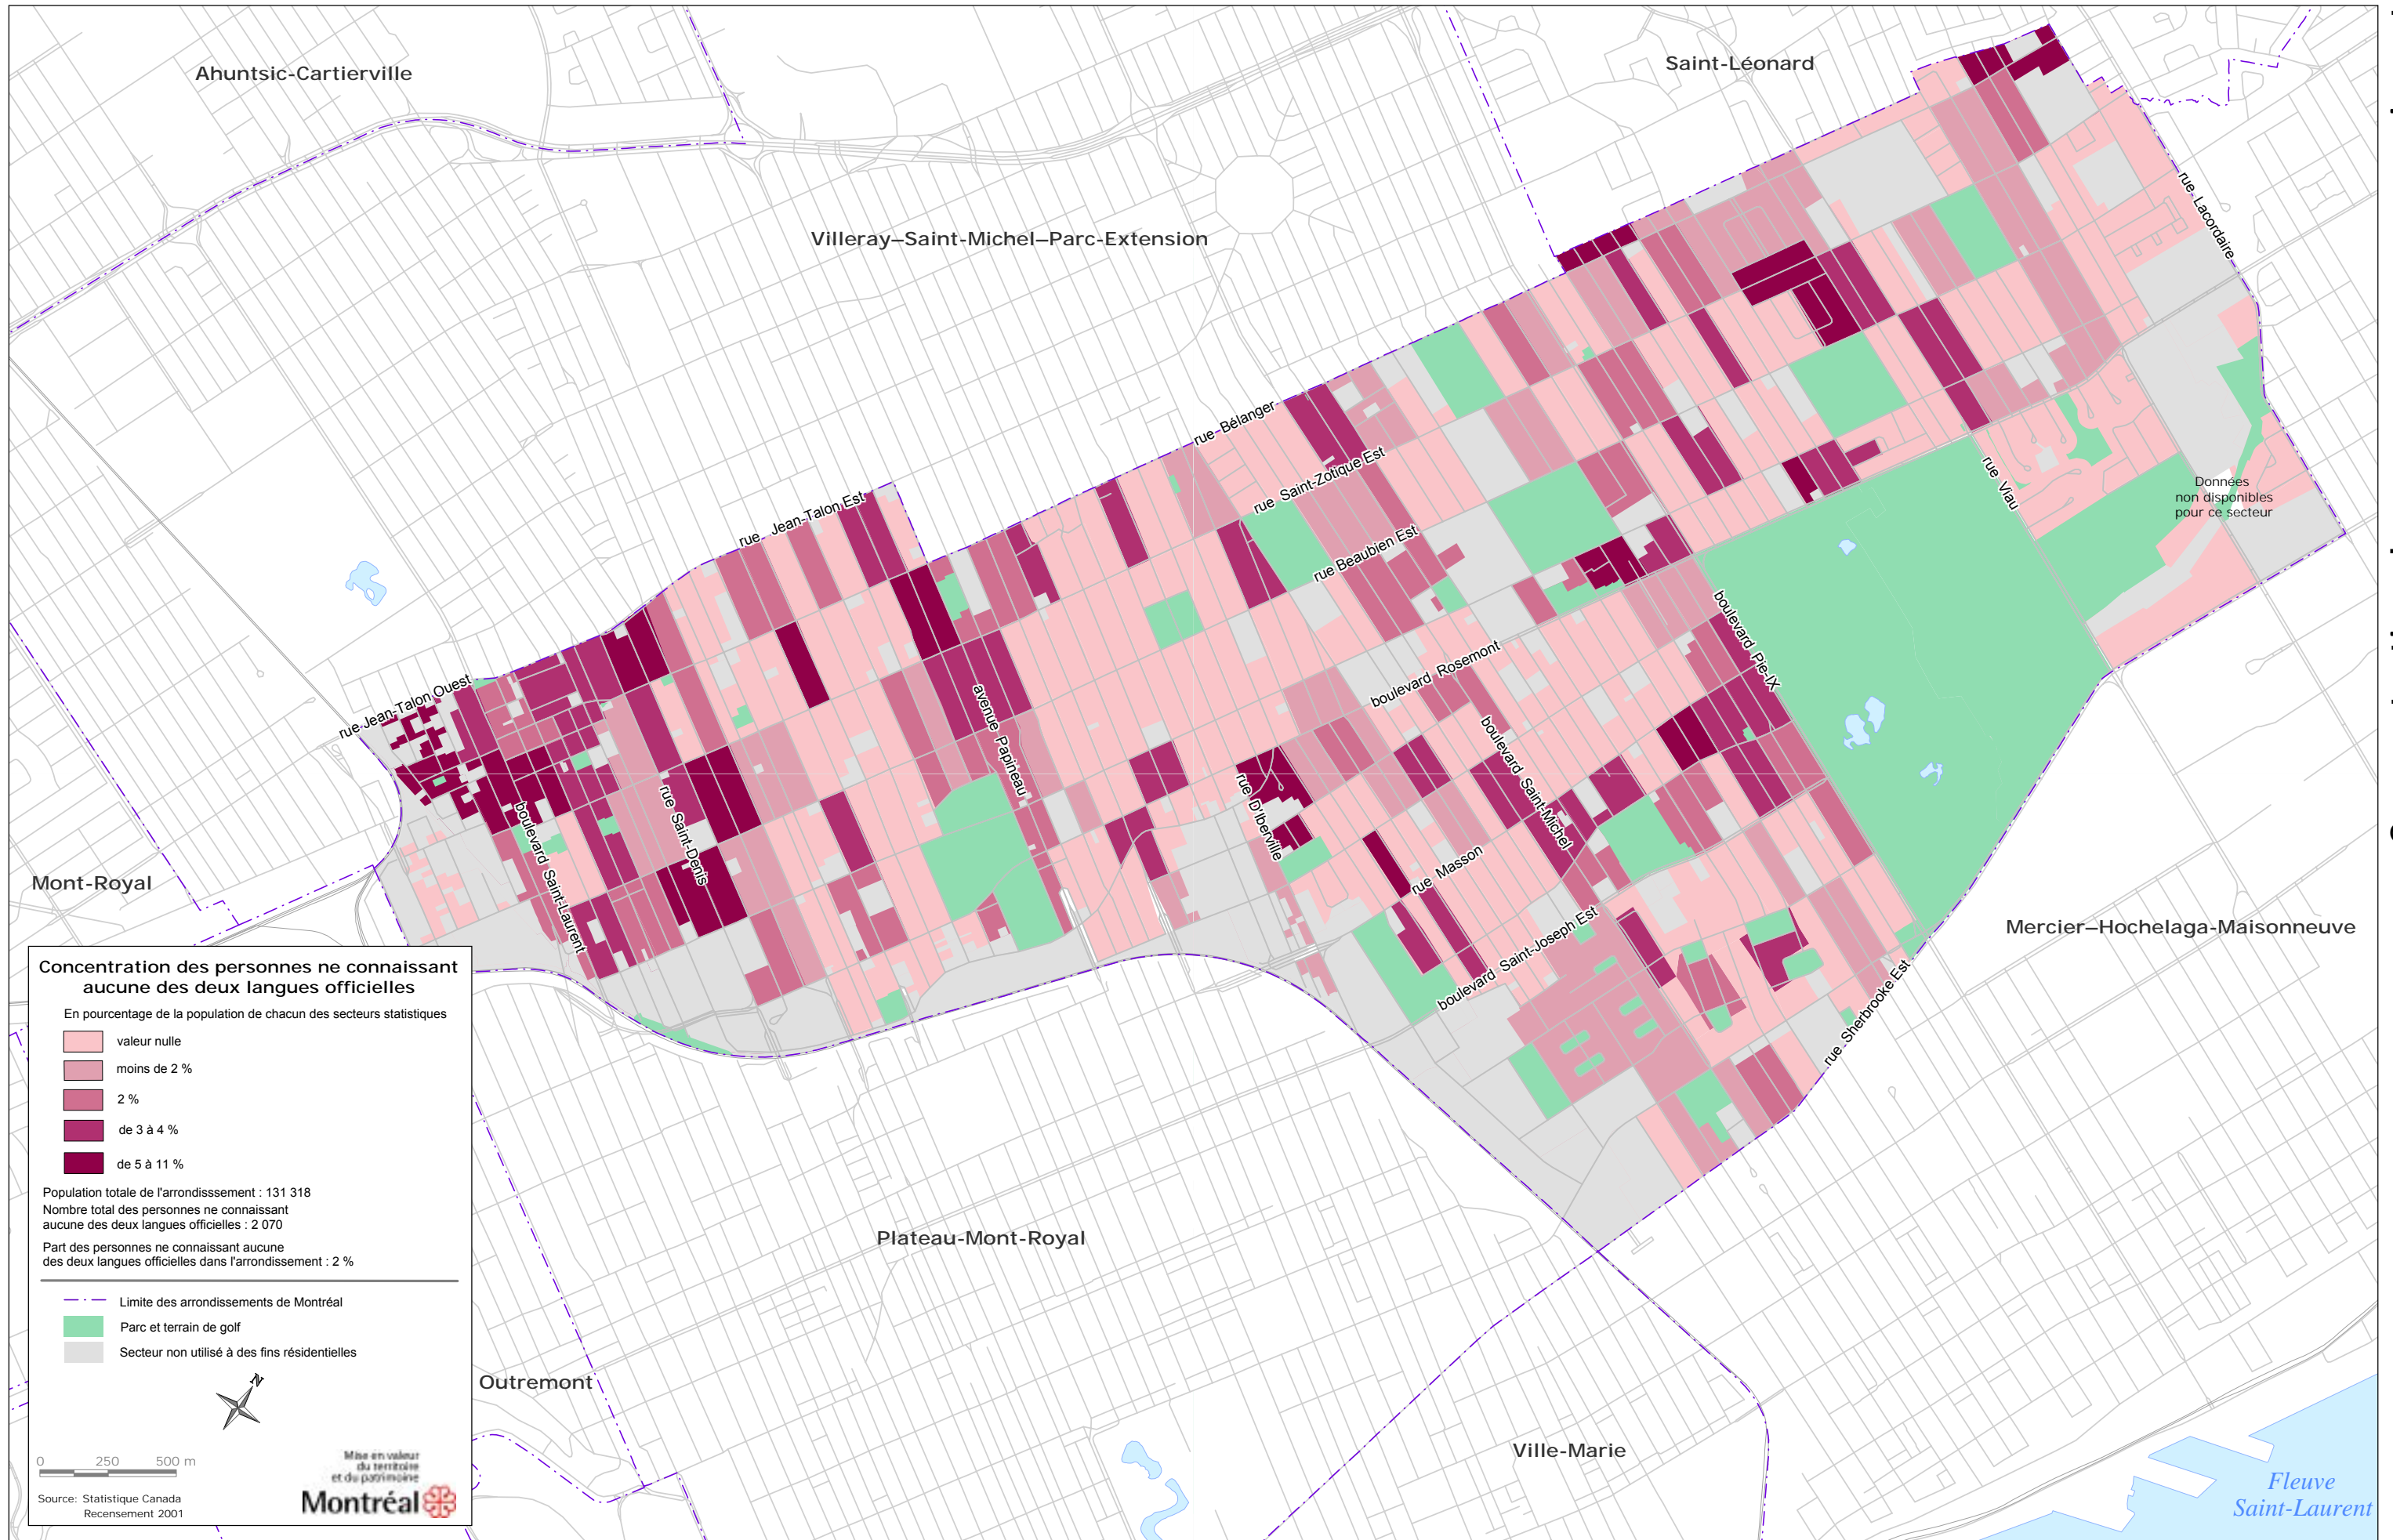 Ahuntsic-Cartierville
Saint-Léonard
Villeray–Saint-Michel–Parc-Extension
rue Lacordaire
rue Bélanger
rue Saint-Zotique Est
rue Jean-Talon Est
rue Beaubien Est
rue Viau
Données
non disponibles
pour ce secteur
boulevard Rosemont
boulevard Pie-IX
rue Jean-Talon Ouest
avenue Papineau
boulevard Saint-Michel
rue D'Iberville
rue Saint-Denis
boulevard Saint-Laurent
rue Masson
boulevard Saint-Joseph Est
rue Sherbrooke Est
Mont-Royal
Mercier–Hochelaga-Maisonneuve
Plateau-Mont-Royal
Outremont
Ville-Marie
Fleuve
Saint-Laurent
Concentration des personnes ne connaissant
aucune des deux langues officielles
En pourcentage de la population de chacun des secteurs statistiques
valeur nulle
moins de 2 %
2 %
de 3 à 4 %
de 5 à 11 %
Population totale de l'arrondisssement : 131 318
Nombre total des personnes ne connaissant
aucune des deux langues officielles : 2 070
Part des personnes ne connaissant aucune
des deux langues officielles dans l'arrondissement : 2 %
Limite des arrondissements de Montréal
Parc et terrain de golf
Secteur non utilisé à des fins résidentielles
N
0 250 500 m
Source: Statistique Canada
Recensement 2001
Mise en valeur
du territoire
et du patrimoine
Montréal